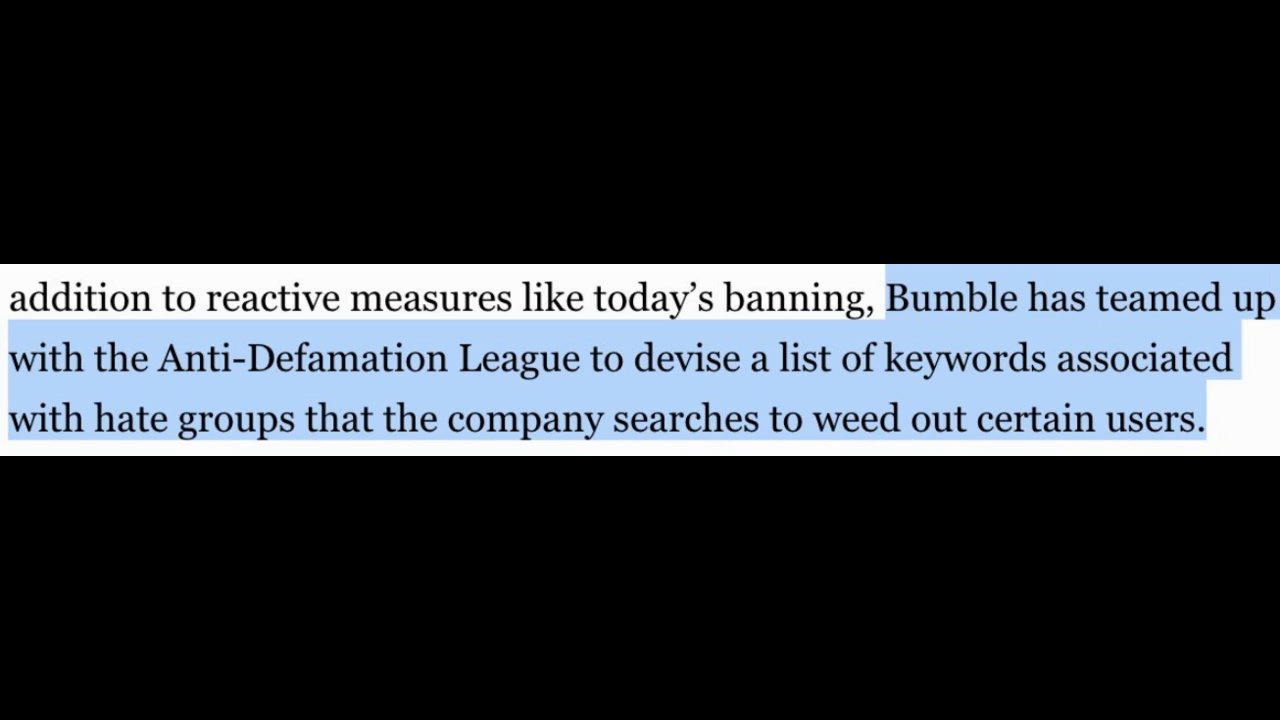 addition to reactive measures like today’s banning, Bumble has teamed up
with the Anti-Defamation League to devise a list of keywords associated
with hate groups that the company searches to weed out certain users.